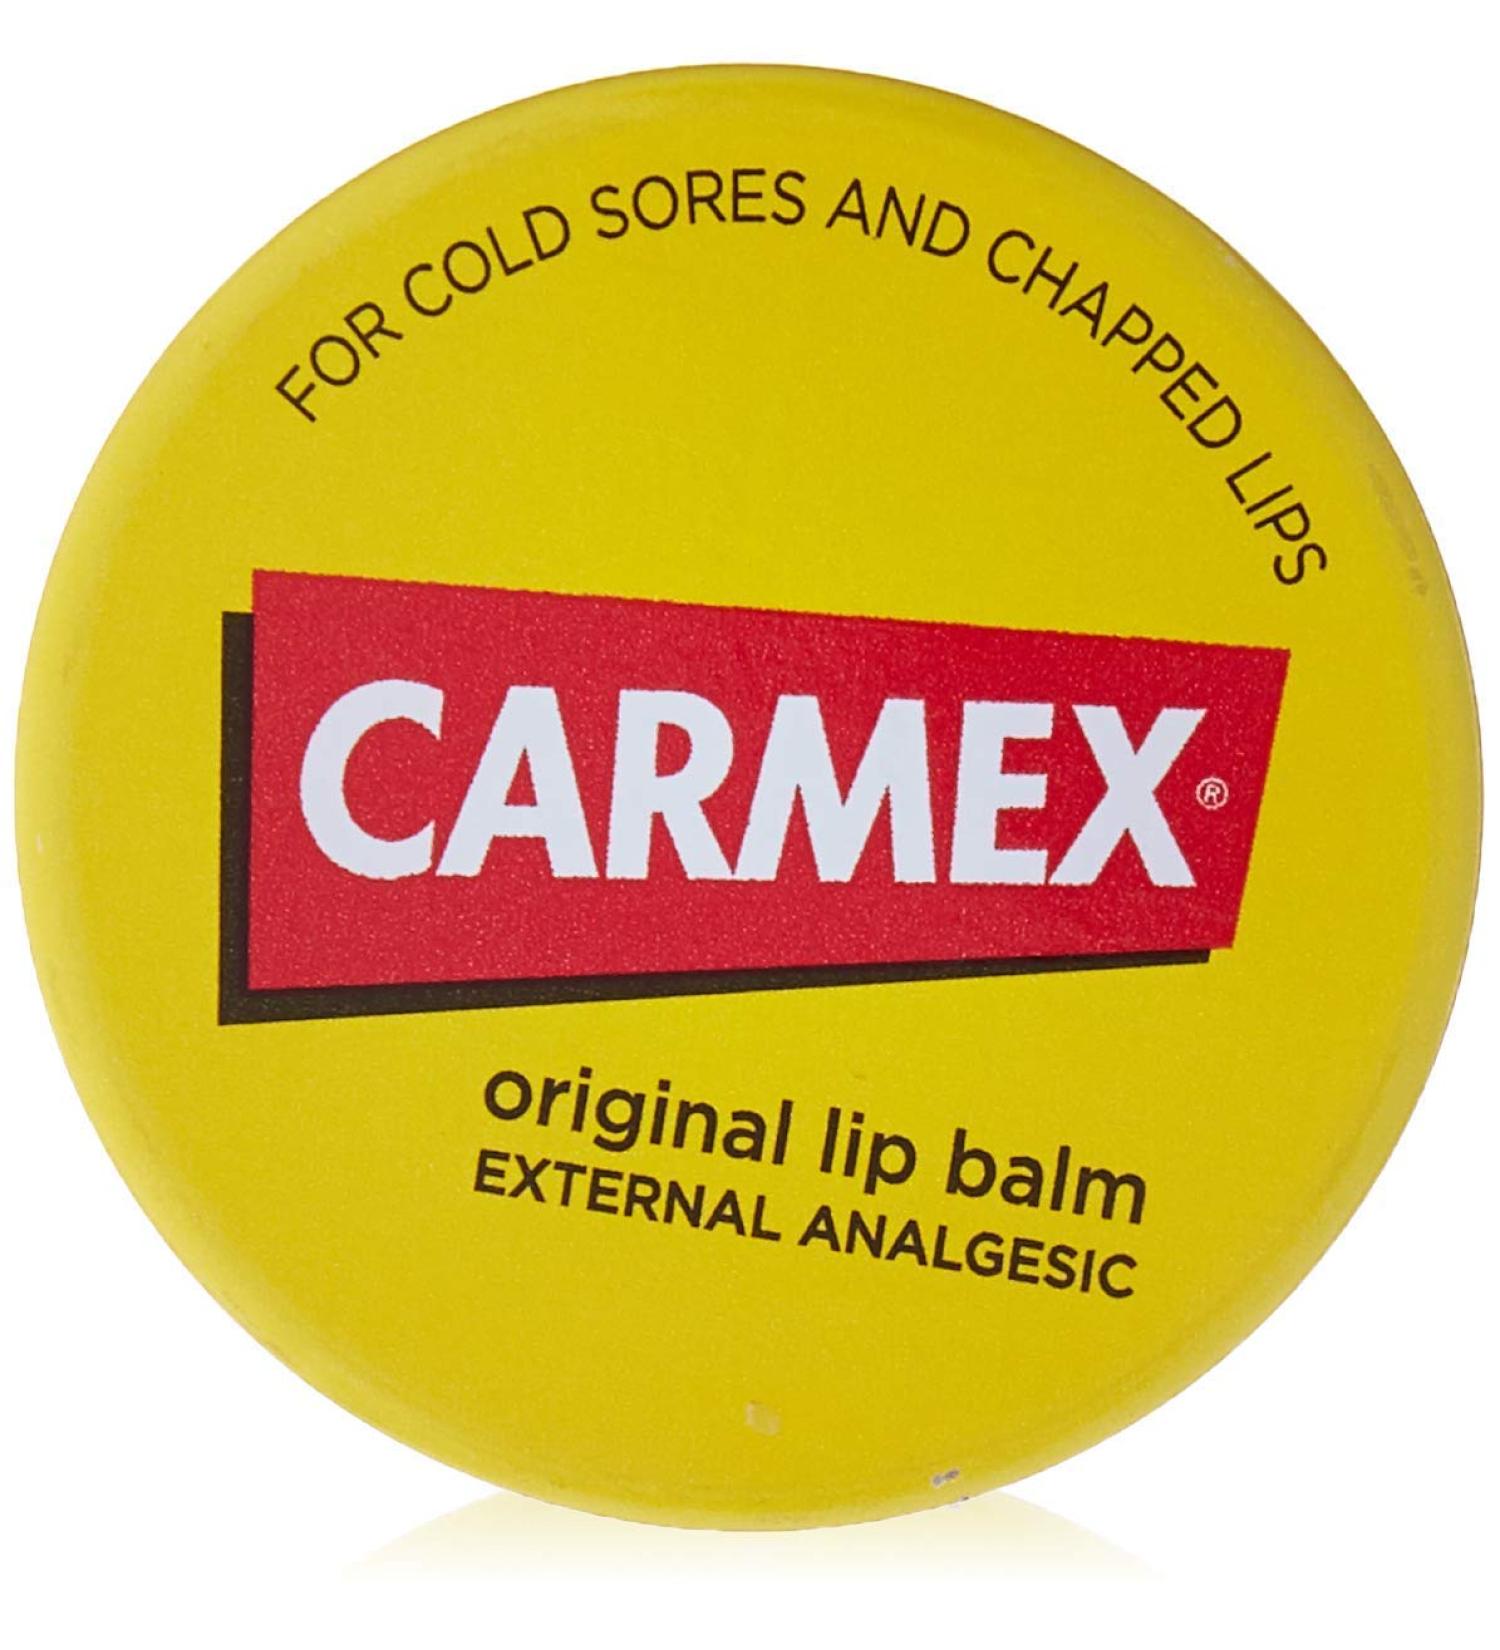 FOR COLD SORES AND CHAPPED LIPS
CARMEX®
original lip balm
EXTERNAL ANALGESIC